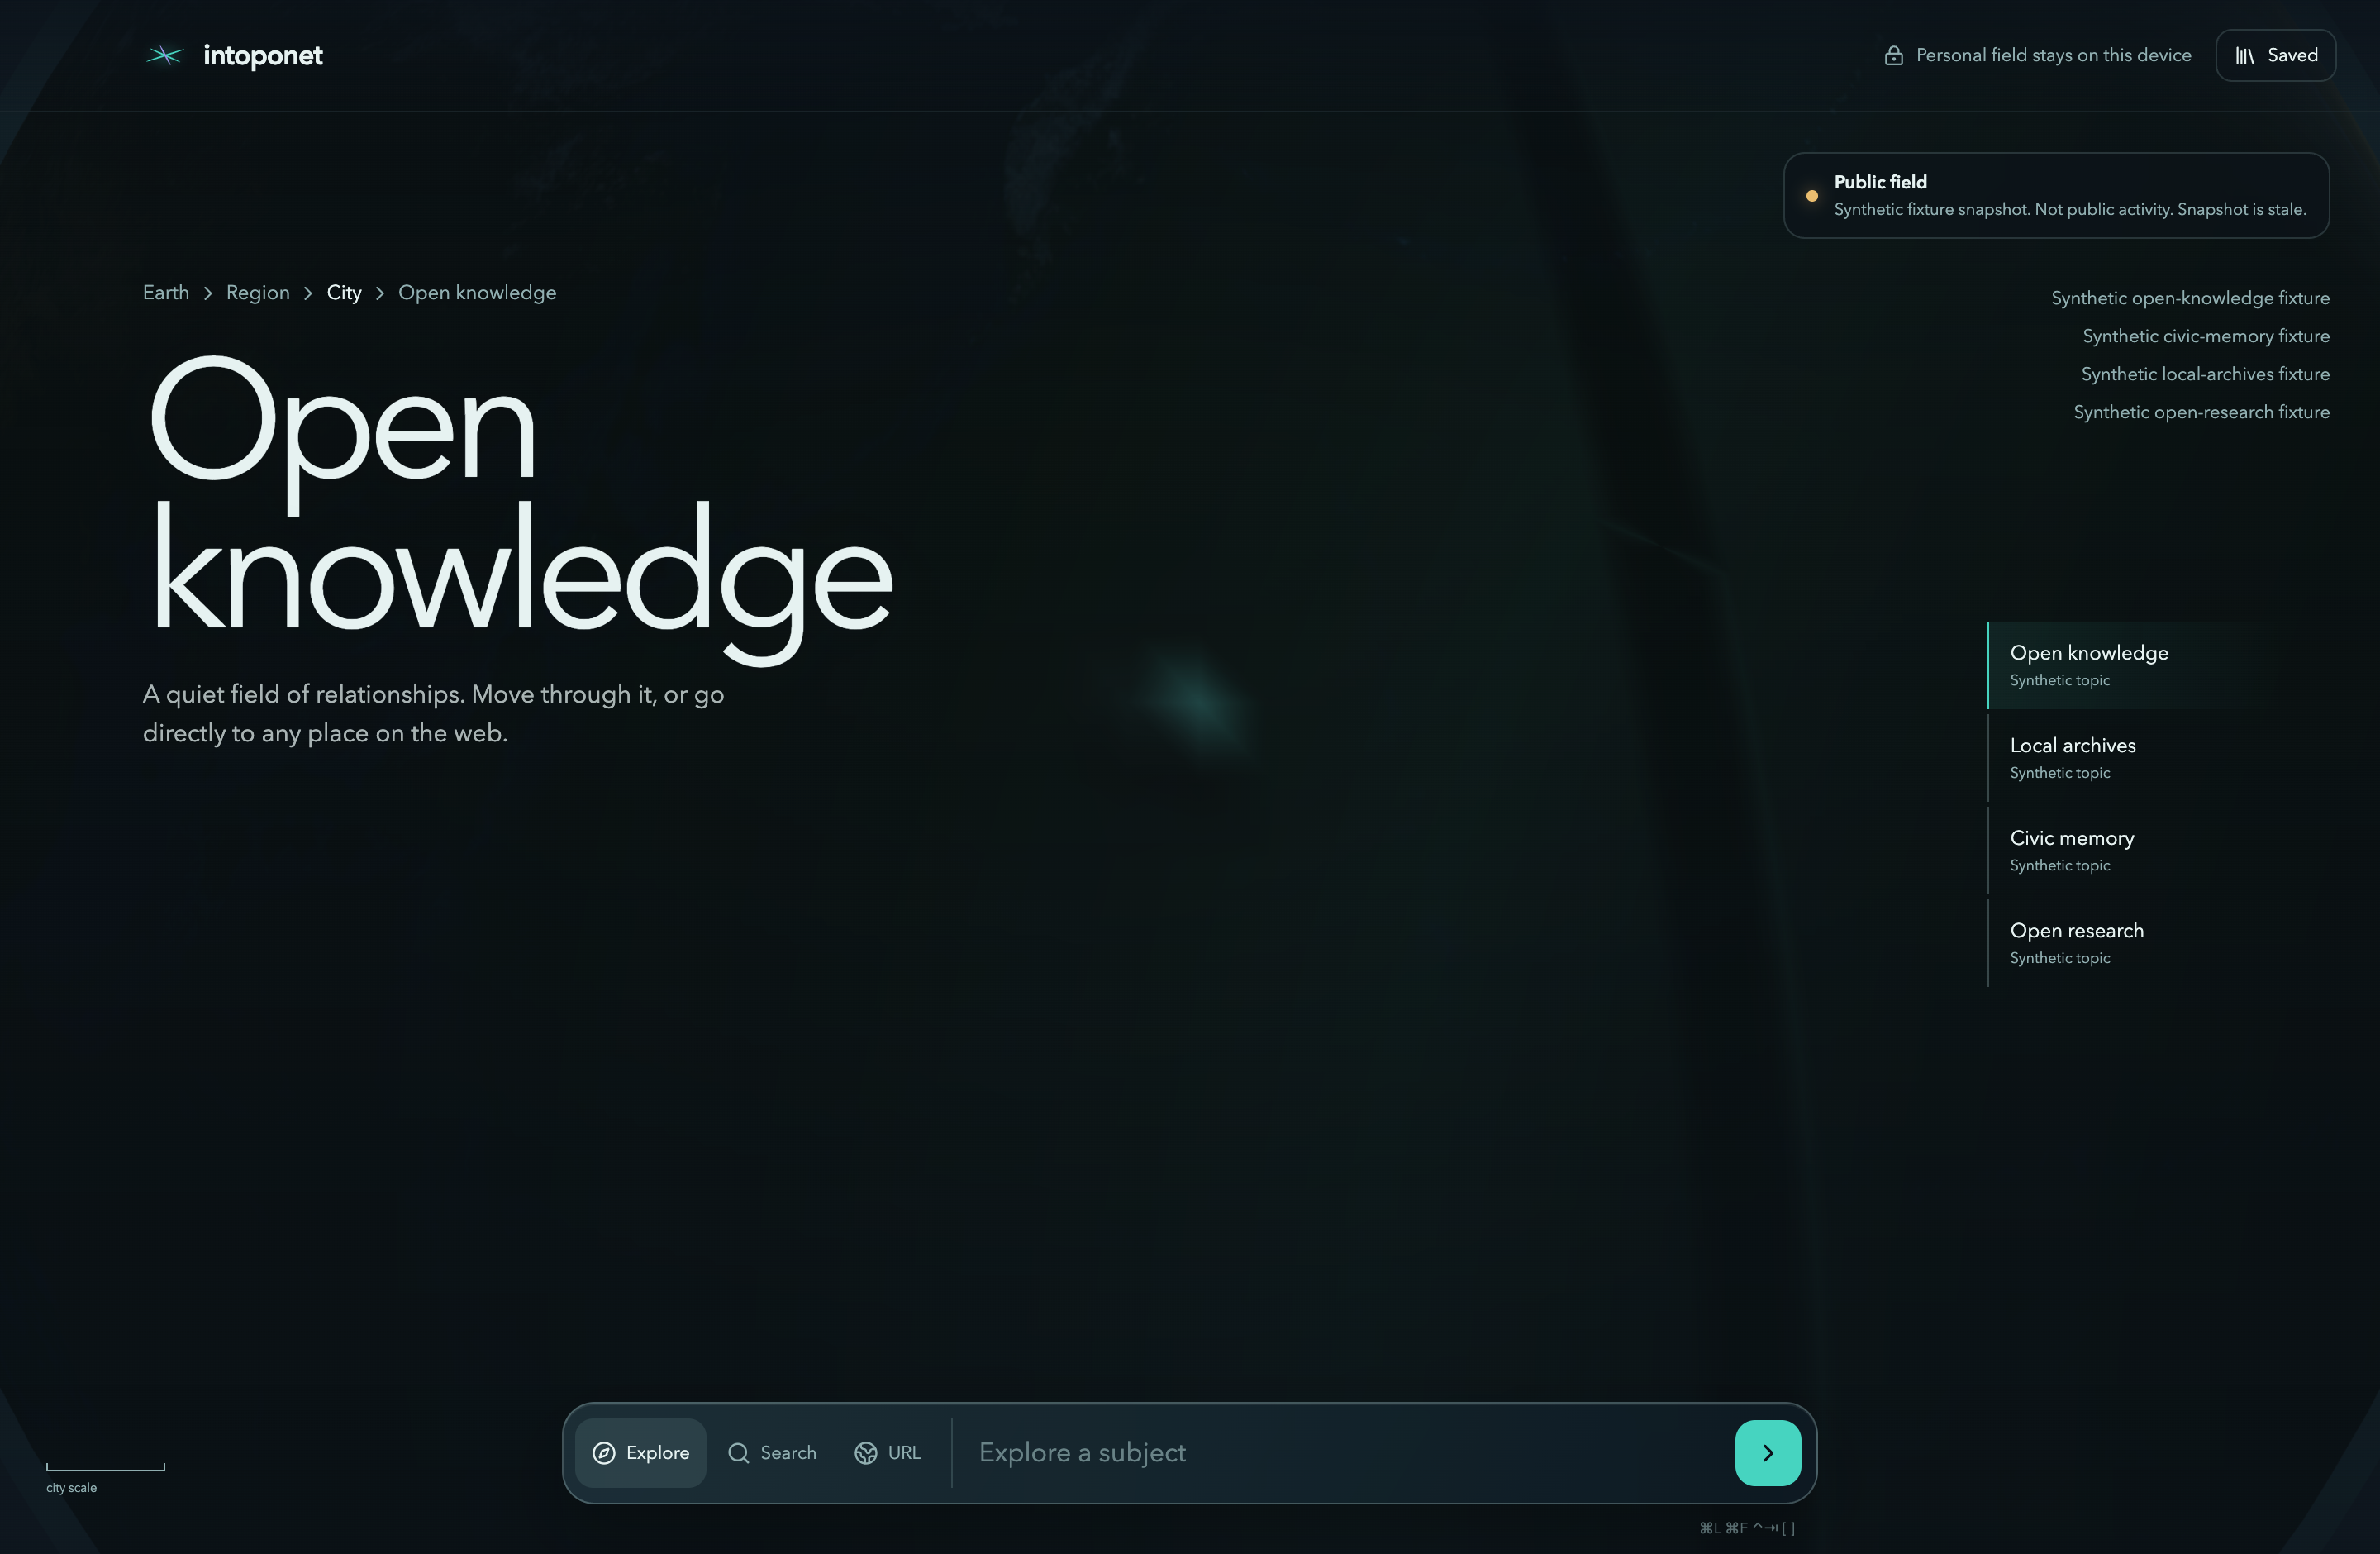 intoponet
Personal field stays on this device
Saved
Public field
Synthetic fixture snapshot. Not public activity. Snapshot is stale.
Earth > Region > City > Open knowledge
Synthetic open-knowledge fixture
Synthetic civic-memory fixture
Synthetic local-archives fixture
Synthetic open-research fixture
Open
knowledge
A quiet field of relationships. Move through it, or go
directly to any place on the web.
Open knowledge
Synthetic topic
Local archives
Synthetic topic
Civic memory
Synthetic topic
Open research
Synthetic topic
Explore
Search
URL
Explore a subject
city scale
⌘L ⌘F ⌃⇥ [ ]